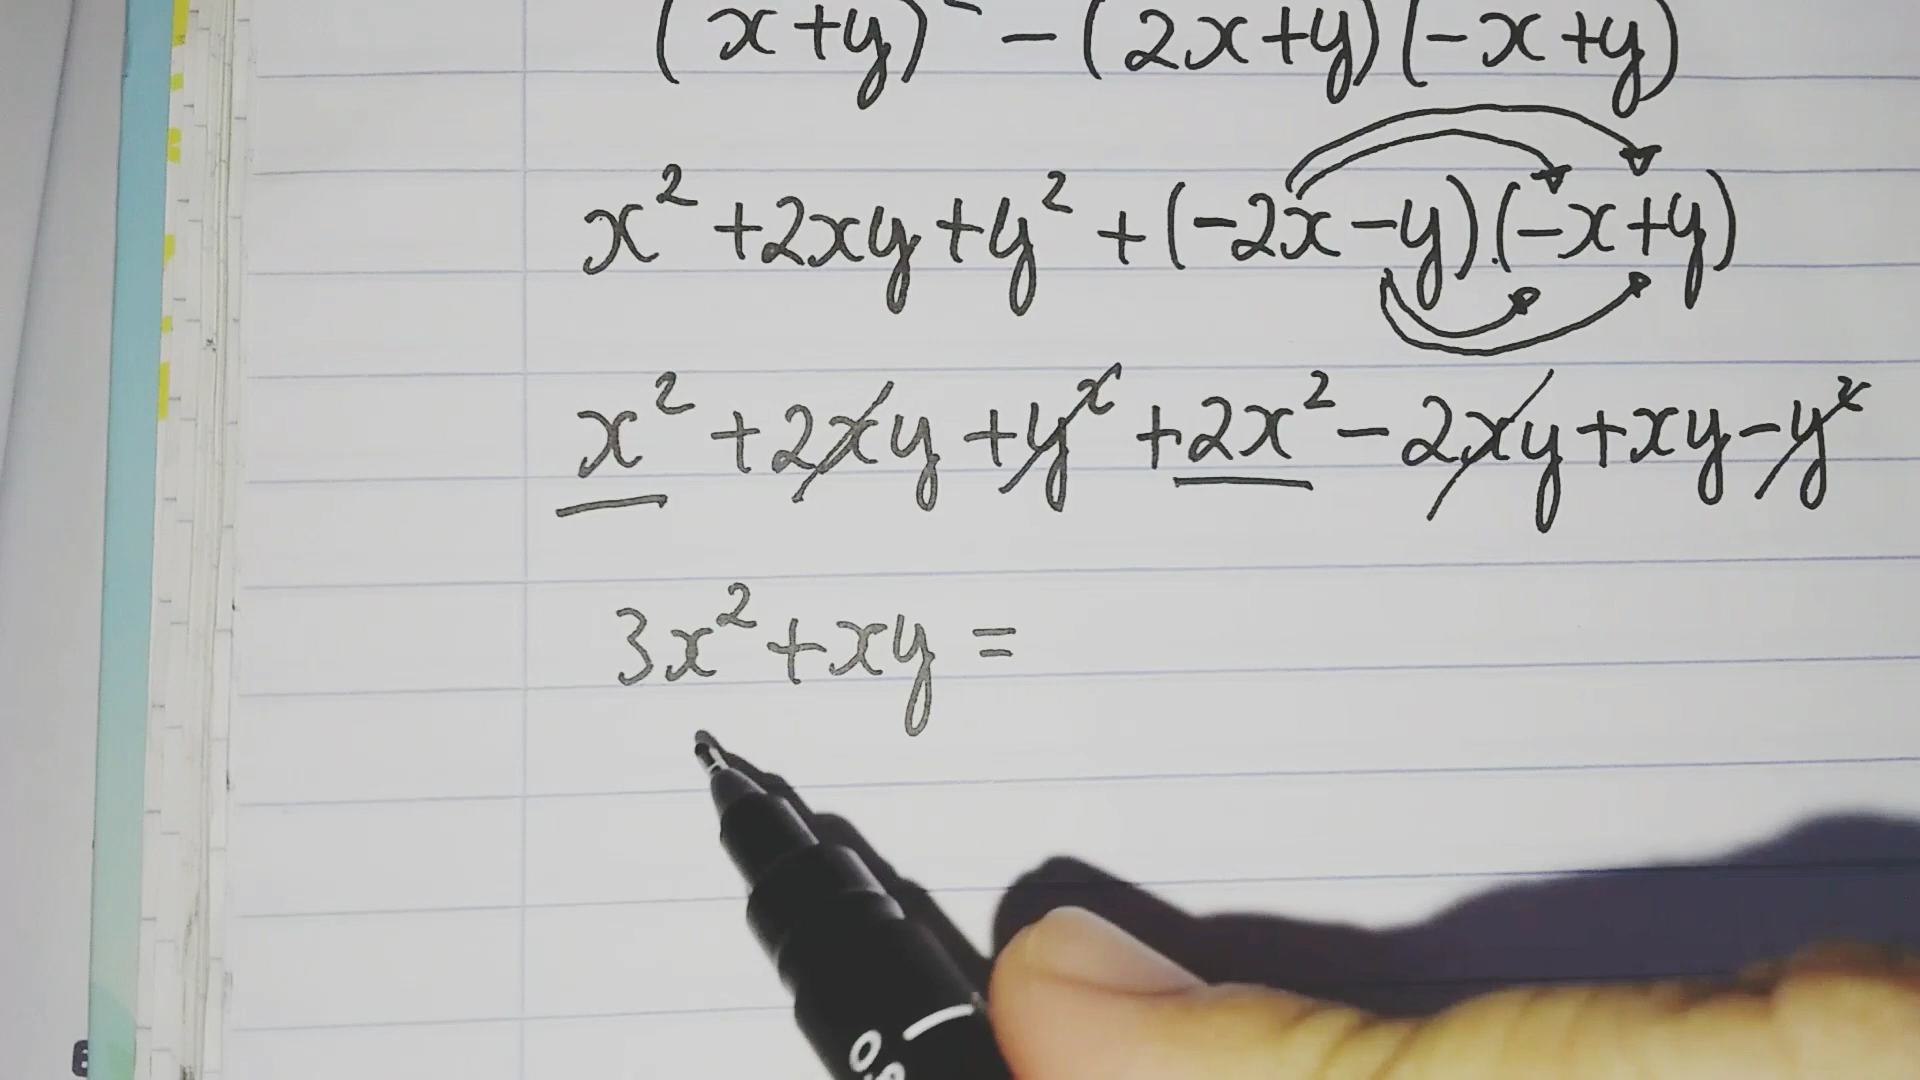 (x+y)² - (2x+y)(-x+y)
x² +2xy +y² + (-2x -y)(-x+y)
x² +2xy +y² +2x² -2xy +xy -y²
3x² +xy =